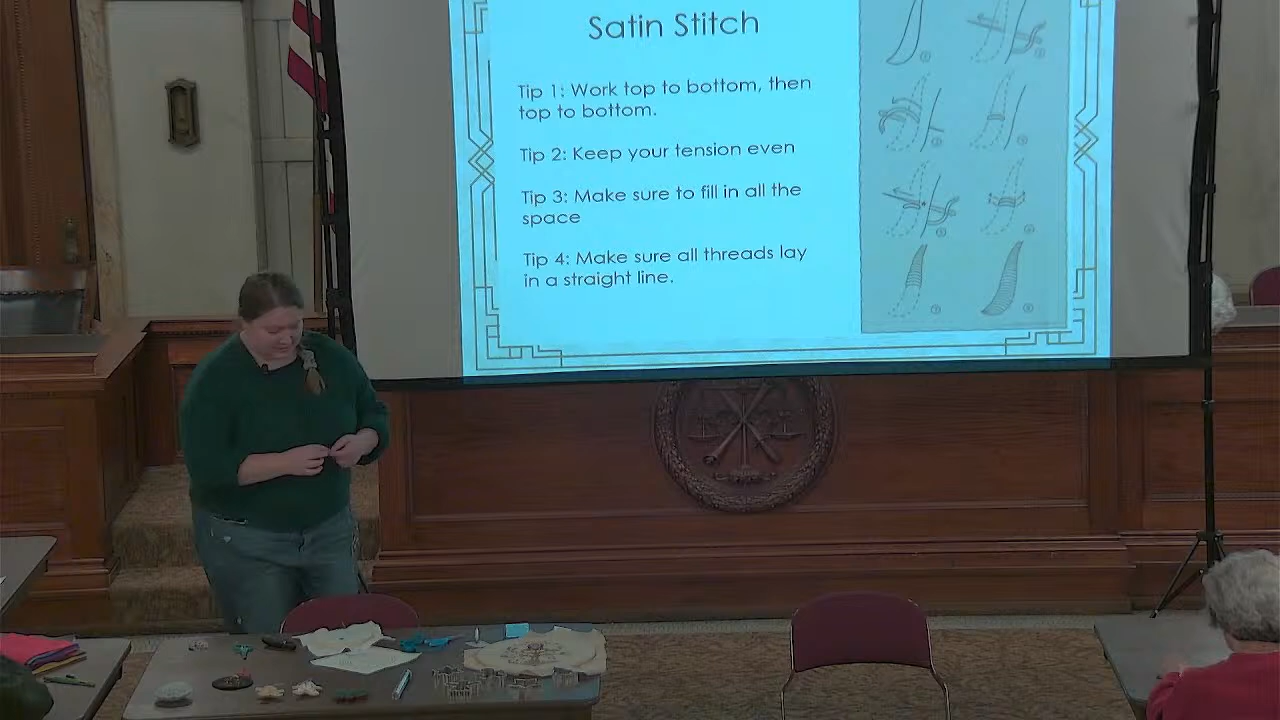 Satin Stitch
Tip 1: Work top to bottom, then
top to bottom.
Tip 2: Keep your tension even
Tip 3: Make sure to fill in all the
space
Tip 4: Make sure all threads lay
in a straight line.